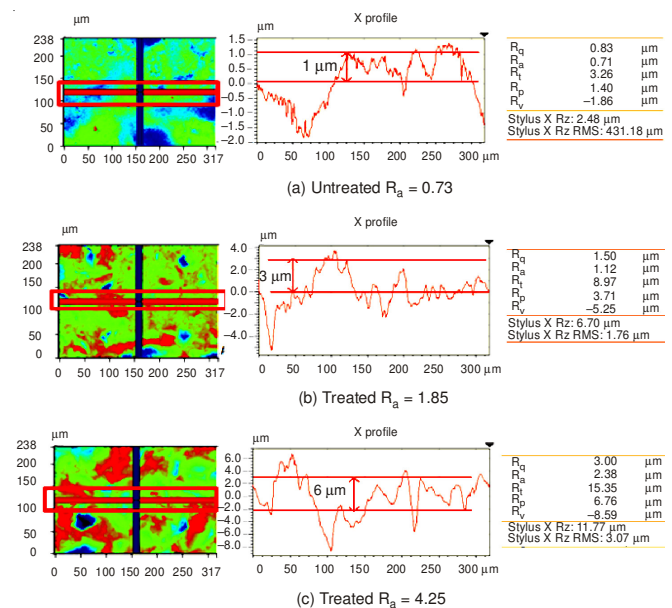 µm
X profile
238
200
150
100
50
0
0 50 100 150 200 250 317
1.5
1.0
0.5
0.0
–0.5
–1.0
–1.5
–2.0
1 µm
0 50 100 150 200 250 300 µm
Rq 0.83 µm
Ra 0.71 µm
Rt 3.26 µm
Rp 1.40 µm
Rv –1.86 µm
Stylus X Rz: 2.48 µm
Stylus X Rz RMS: 431.18 µm
(a) Untreated Ra = 0.73
µm
X profile
238
200
150
100
50
0
0 50 100 150 200 250 317
µm
4.0
2.0
0.0
–2.0
–4.0
3 µm
0 50 100 150 200 250 300 µm
Rq 1.50 µm
Ra 1.12 µm
Rt 8.97 µm
Rp 3.71 µm
Rv –5.25 µm
Stylus X Rz: 6.70 µm
Stylus X Rz RMS: 1.76 µm
(b) Treated Ra = 1.85
µm
X profile
238
200
150
100
50
0
0 50 100 150 200 250 317
µm
6.0
4.0
2.0
0.0
–2.0
–4.0
–6.0
–8.0
6 µm
0 50 100 150 200 250 300 µm
Rq 3.00 µm
Ra 2.38 µm
Rt 15.35 µm
Rp 6.76 µm
Rv –8.59 µm
Stylus X Rz: 11.77 µm
Stylus X Rz RMS: 3.07 µm
(c) Treated Ra = 4.25